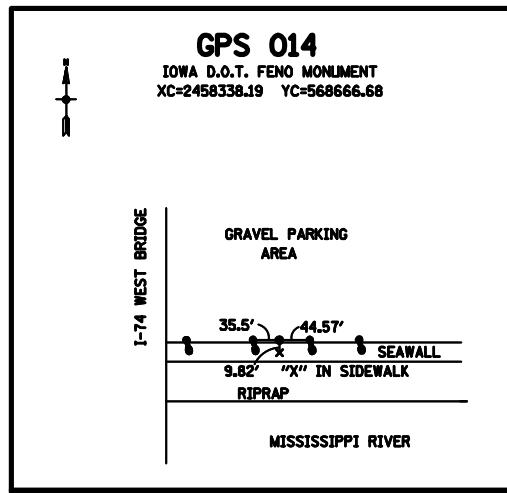 GPS 014
IOWA D.O.T. FENO MONUMENT
XC=2458338.19 YC=568666.68
N
I-74 WEST BRIDGE
GRAVEL PARKING
AREA
35.5' 44.57'
SEAWALL
9.82' "X" IN SIDEWALK
RIPRAP
MISSISSIPPI RIVER